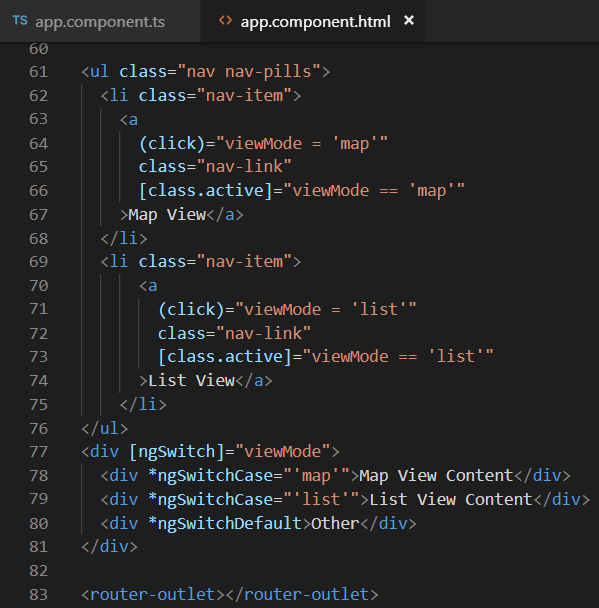 TS app.component.ts <> app.component.html ×
60
61 <ul class="nav nav-pills">
62 <li class="nav-item">
63 <a
64 (click)="viewMode = 'map'"
65 class="nav-link"
66 [class.active]="viewMode == 'map'"
67 >Map View</a>
68 </li>
69 <li class="nav-item">
70 <a
71 (click)="viewMode = 'list'"
72 class="nav-link"
73 [class.active]="viewMode == 'list'"
74 >List View</a>
75 </li>
76 </ul>
77 <div [ngSwitch]="viewMode">
78 <div *ngSwitchCase="'map'">Map View Content</div>
79 <div *ngSwitchCase="'list'">List View Content</div>
80 <div *ngSwitchDefault>Other</div>
81 </div>
82
83 <router-outlet></router-outlet>